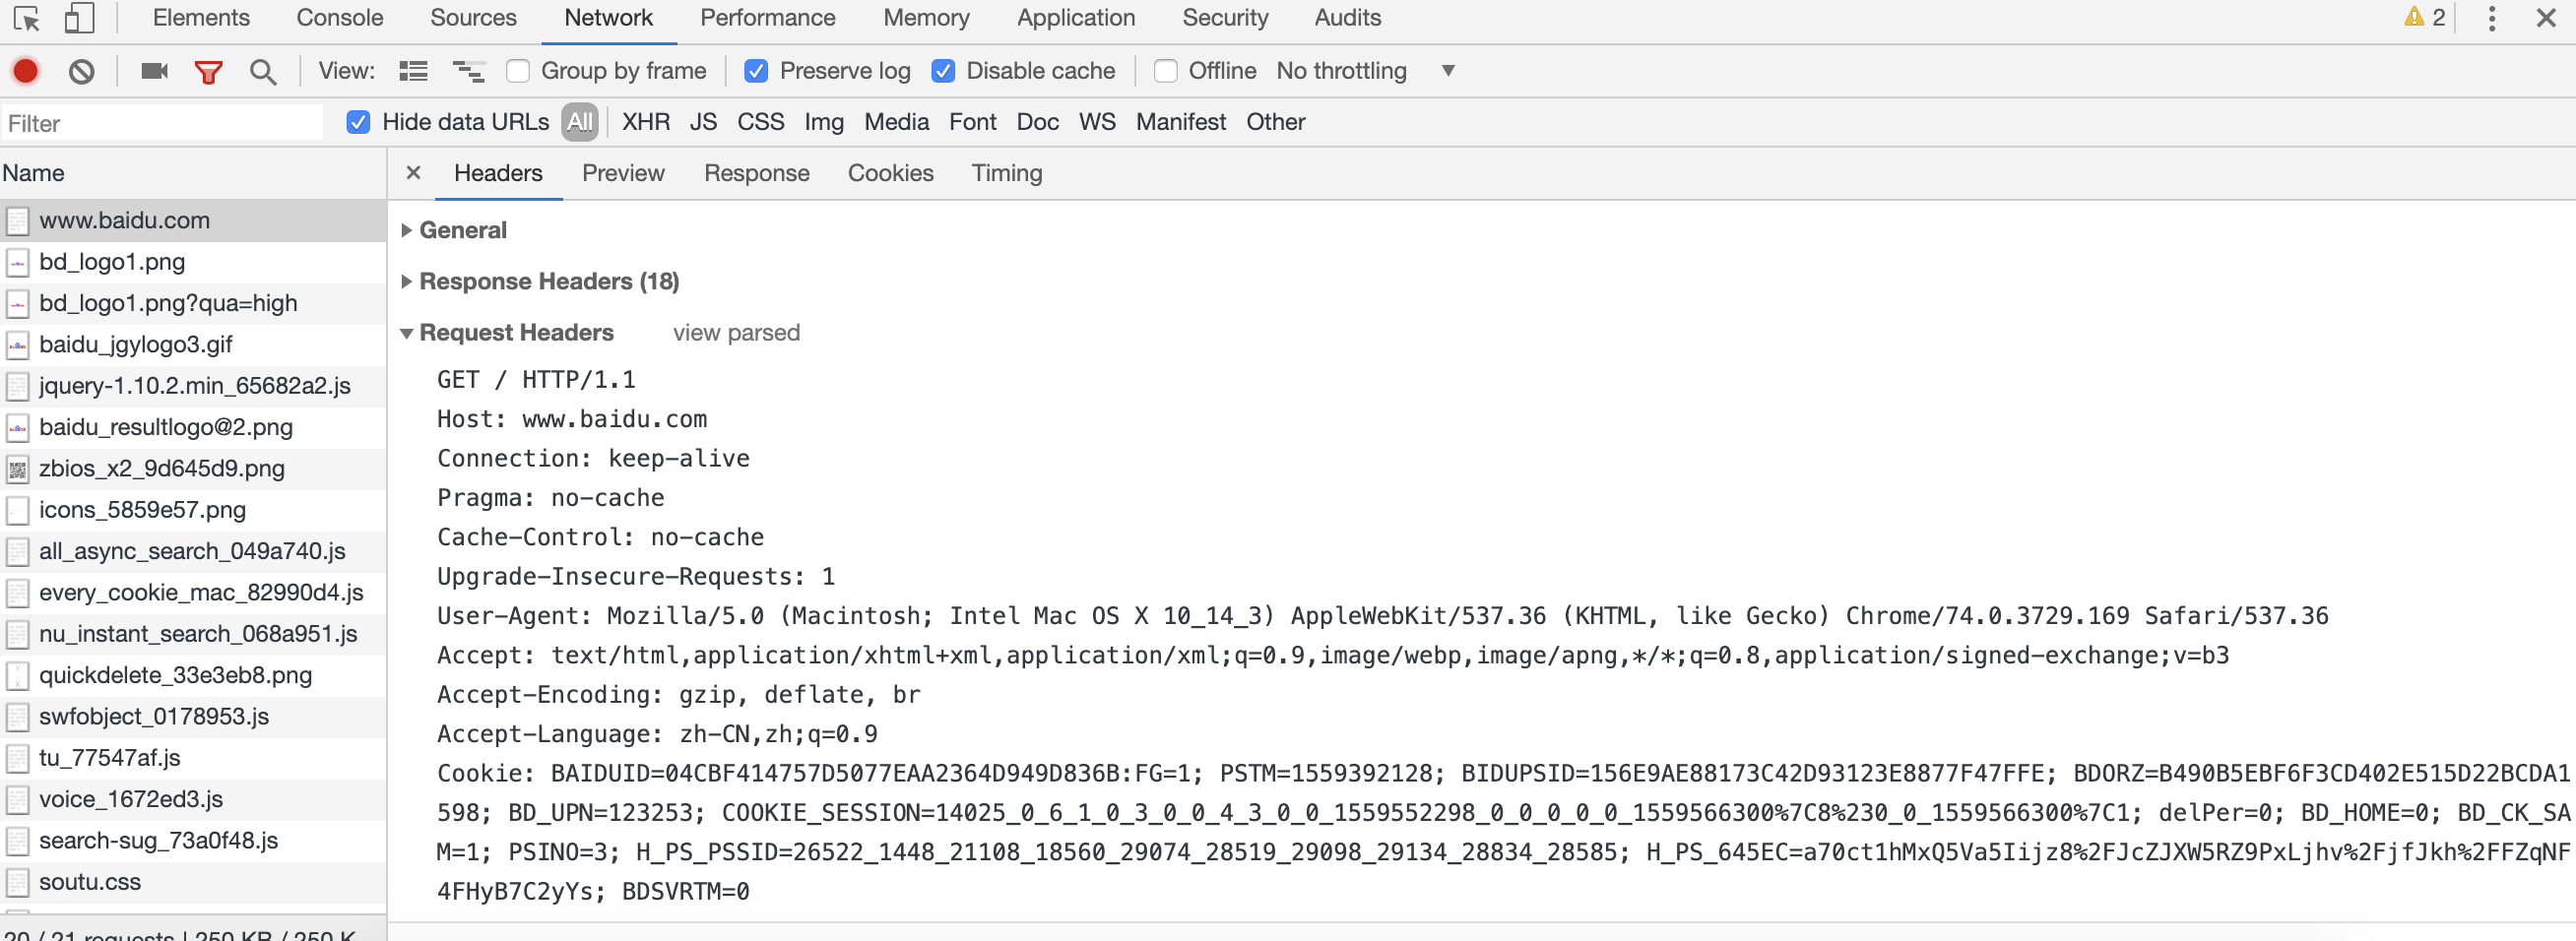 Elements Console Sources Network Performance Memory Application Security Audits 2
View: Group by frame Preserve log Disable cache Offline No throttling
Filter Hide data URLs All XHR JS CSS Img Media Font Doc WS Manifest Other
Name
www.baidu.com
bd_logo1.png
bd_logo1.png?qua=high
baidu_jgylogo3.gif
jquery-1.10.2.min_65682a2.js
baidu_resultlogo@2.png
zbios_x2_9d645d9.png
icons_5859e57.png
all_async_search_049a740.js
every_cookie_mac_82990d4.js
nu_instant_search_068a951.js
quickdelete_33e3eb8.png
swfobject_0178953.js
tu_77547af.js
voice_1672ed3.js
search-sug_73a0f48.js
soutu.css
20 / 21 requests | 250 KB / 250 K
Headers Preview Response Cookies Timing
General
Response Headers (18)
Request Headers view parsed
GET / HTTP/1.1
Host: www.baidu.com
Connection: keep-alive
Pragma: no-cache
Cache-Control: no-cache
Upgrade-Insecure-Requests: 1
User-Agent: Mozilla/5.0 (Macintosh; Intel Mac OS X 10_14_3) AppleWebKit/537.36 (KHTML, like Gecko) Chrome/74.0.3729.169 Safari/537.36
Accept: text/html,application/xhtml+xml,application/xml;q=0.9,image/webp,image/apng,*/*;q=0.8,application/signed-exchange;v=b3
Accept-Encoding: gzip, deflate, br
Accept-Language: zh-CN,zh;q=0.9
Cookie: BAIDUID=04CBF414757D5077EAA2364D949D836B:FG=1; PSTM=1559392128; BIDUPSID=156E9AE88173C42D93123E8877F47FFE; BDORZ=B490B5EBF6F3CD402E515D22BCDA1
598; BD_UPN=123253; COOKIE_SESSION=14025_0_6_1_0_3_0_0_4_3_0_0_1559552298_0_0_0_0_0_1559566300%7C8%230_0_1559566300%7C1; delPer=0; BD_HOME=0; BD_CK_SA
M=1; PSINO=3; H_PS_PSSID=26522_1448_21108_18560_29074_28519_29098_29134_28834_28585; H_PS_645EC=a70ct1hMxQ5Va5Iijz8%2FJcZJXW5RZ9PxLjhv%2FjfJkh%2FFZqNF
4FHyB7C2yYs; BDSVRTM=0